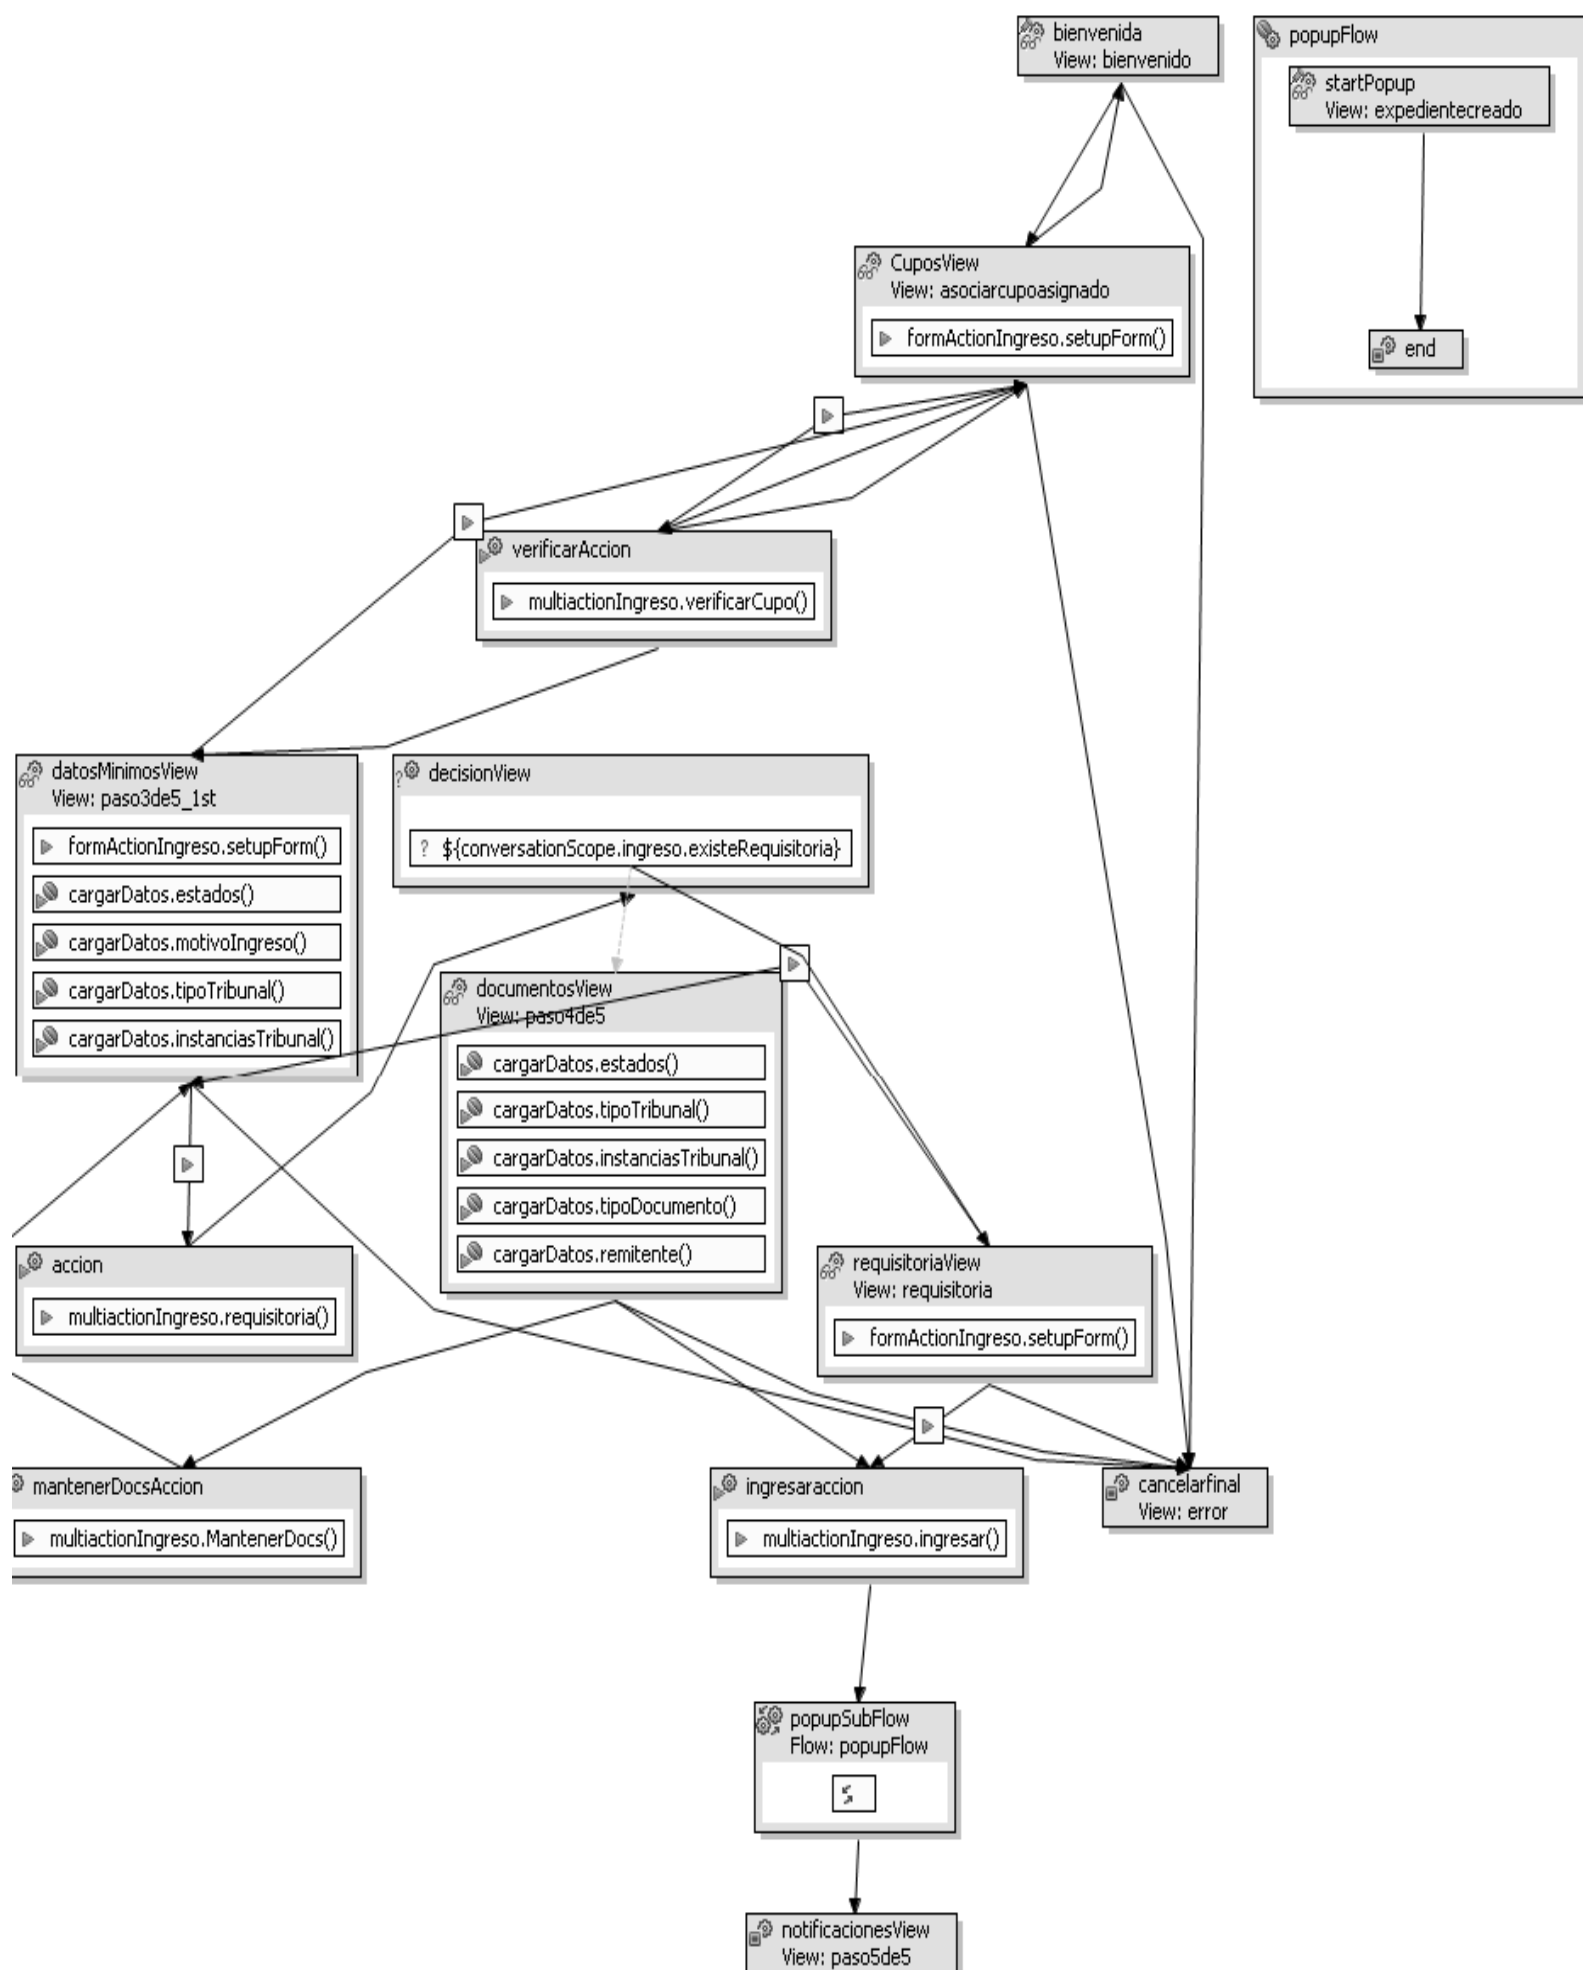 bienvenida
View: bienvenido
popupFlow
startPopup
View: expedientecreado
end
CuposView
View: asociarcupoasignado
formActionIngreso.setupForm()
verificarAccion
multiactionIngreso.verificarCupo()
datosMinimosView
View: paso3de5_1st
formActionIngreso.setupForm()
cargarDatos.estados()
cargarDatos.motivoIngreso()
cargarDatos.tipoTribunal()
cargarDatos.instanciasTribunal()
decisionView
? ${conversationScope.ingreso.existeRequisitoria}
documentosView
View: paso4de5
cargarDatos.estados()
cargarDatos.tipoTribunal()
cargarDatos.instanciasTribunal()
cargarDatos.tipoDocumento()
cargarDatos.remitente()
accion
multiactionIngreso.requisitoria()
requisitoriaView
View: requisitoria
formActionIngreso.setupForm()
mantenerDocsAccion
multiactionIngreso.MantenerDocs()
ingresaraccion
multiactionIngreso.ingresar()
cancelarfinal
View: error
popupSubFlow
Flow: popupFlow
notificacionesView
View: paso5de5